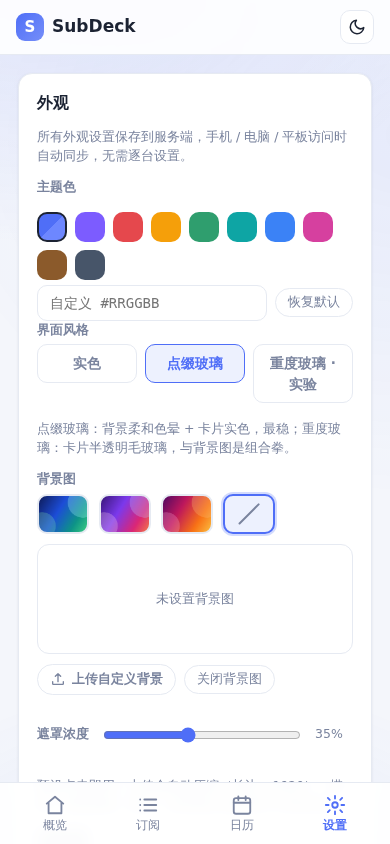 S SubDeck
外观
所有外观设置保存到服务端，手机 / 电脑 / 平板访问时
自动同步，无需逐台设置。
主题色
自定义 #RRGGBB
恢复默认
界面风格
实色
点缀玻璃
重度玻璃 ·
实验
点缀玻璃：背景柔和色晕 + 卡片实色，最稳；重度玻
璃：卡片半透明毛玻璃，与背景图是组合拳。
背景图
未设置背景图
上传自定义背景
关闭背景图
遮罩浓度
35%
概览
订阅
日历
设置